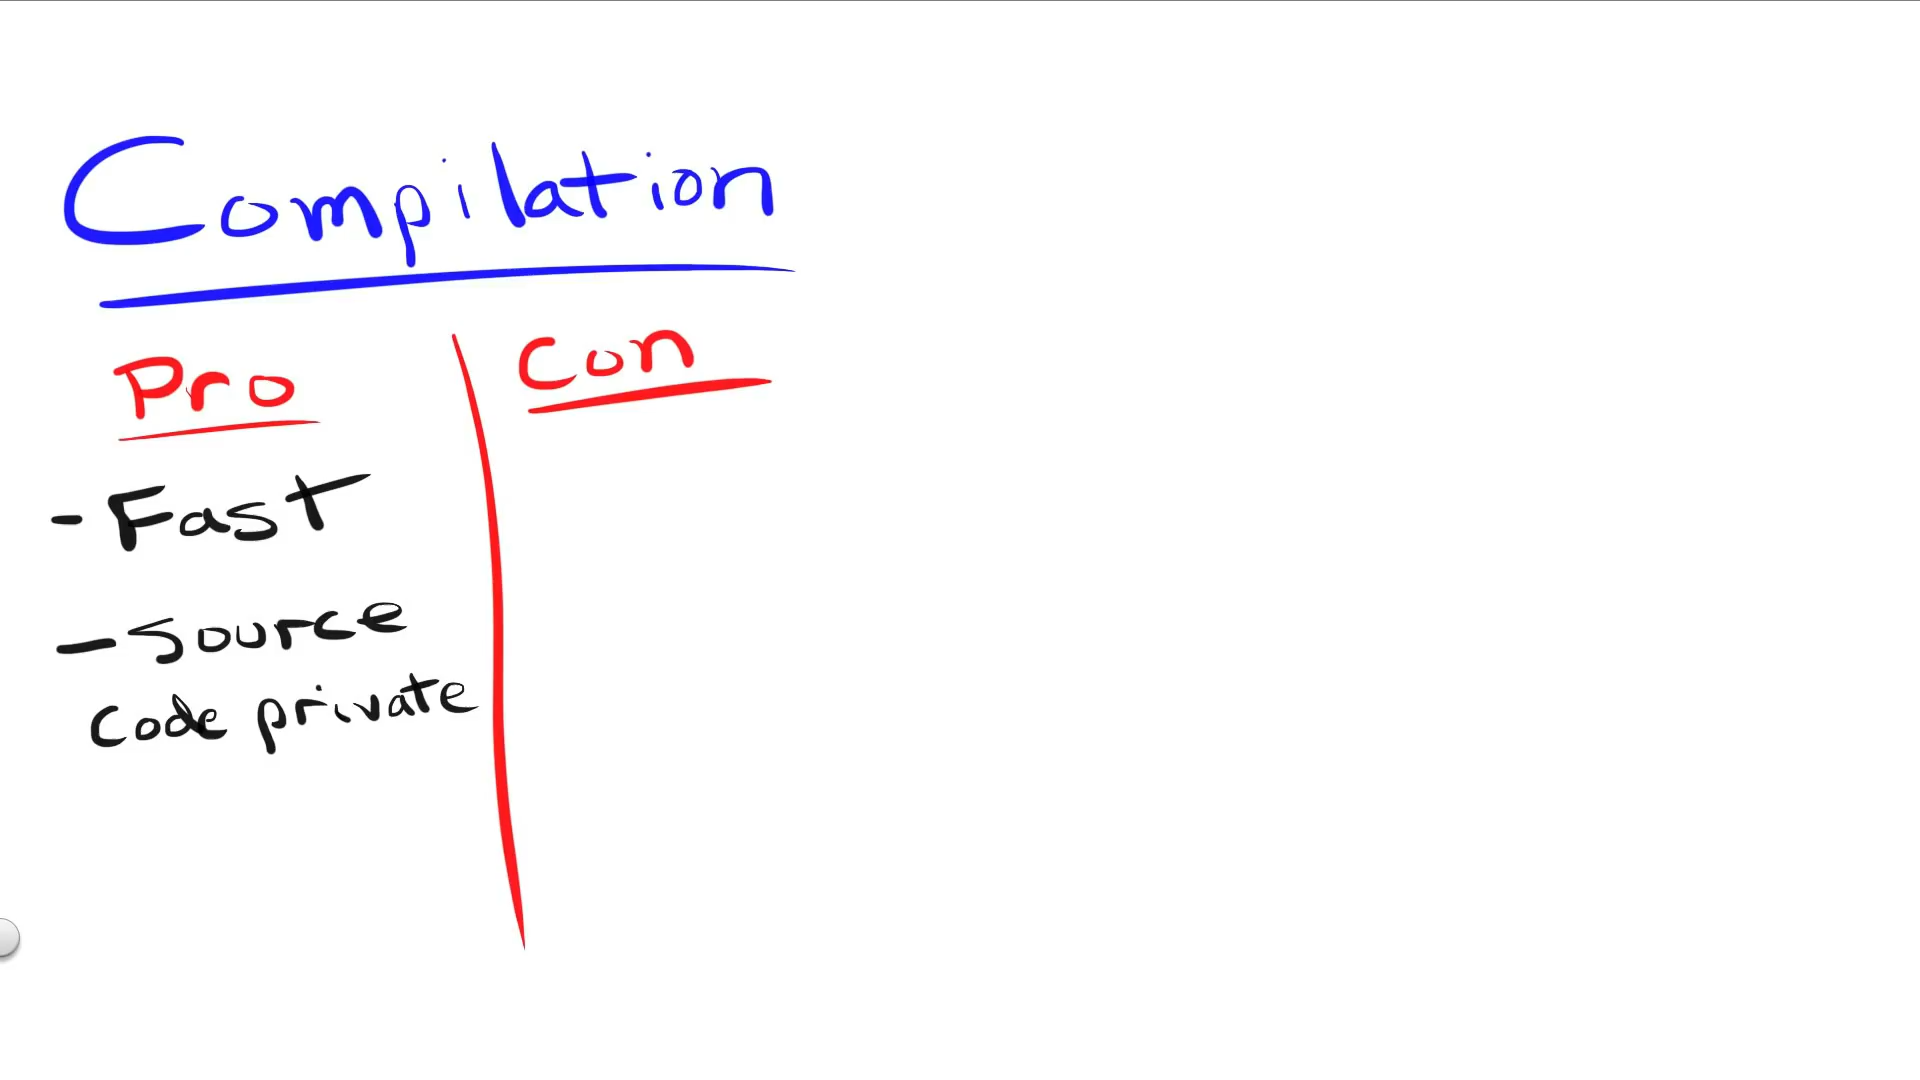 Compilation
Pro
Con
- Fast
- Source
Code private